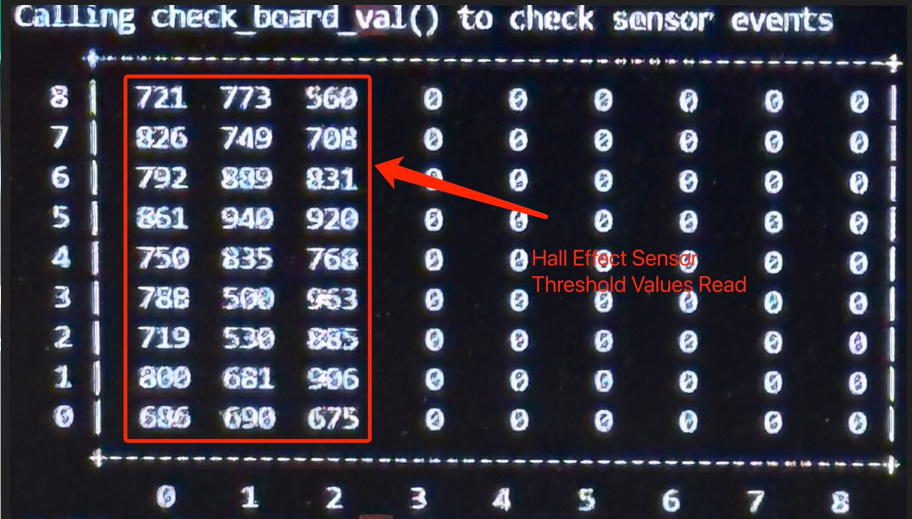 Calling check_board_val() to check sensor events
+--------------------------------------------------+
8 | 721 773 560 0 0 0 0 0 0 |
7 | 826 749 708 0 0 0 0 0 0 |
6 | 792 889 831 0 0 0 0 0 0 |
5 | 861 940 920 0 0 0 0 0 0 |
4 | 750 835 768 0 0 0 0 0 0 |
Hall Effect Sensor
Threshold Values Read
3 | 788 500 963 0 0 0 0 0 0 |
2 | 719 530 885 0 0 0 0 0 0 |
1 | 800 681 906 0 0 0 0 0 0 |
0 | 686 690 675 0 0 0 0 0 0 |
+--------------------------------------------------+
0 1 2 3 4 5 6 7 8